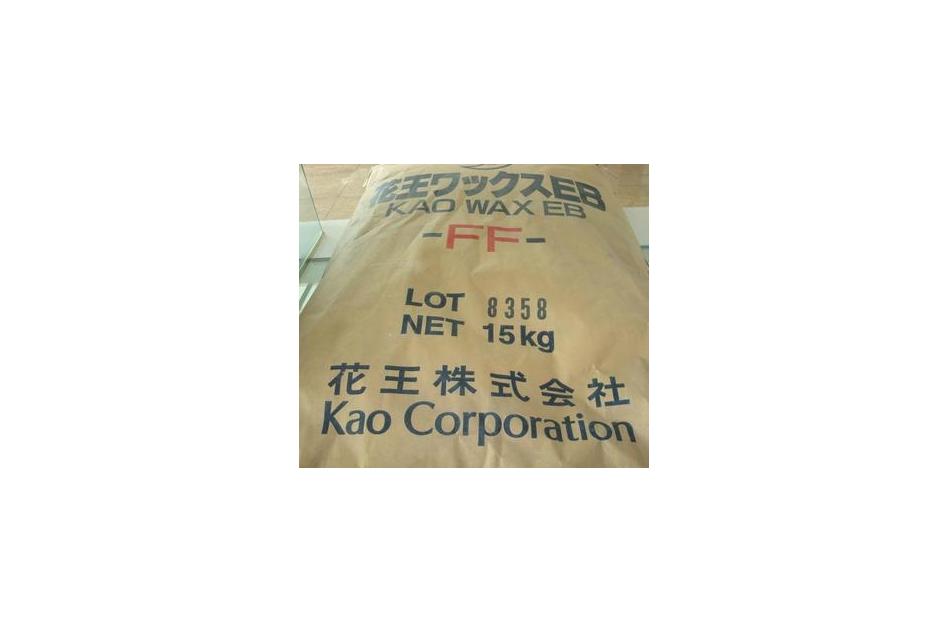 花王ワックスEB
KAO WAX EB
-FF-
LOT 8358
NET 15kg
花王株式会社
Kao Corporation